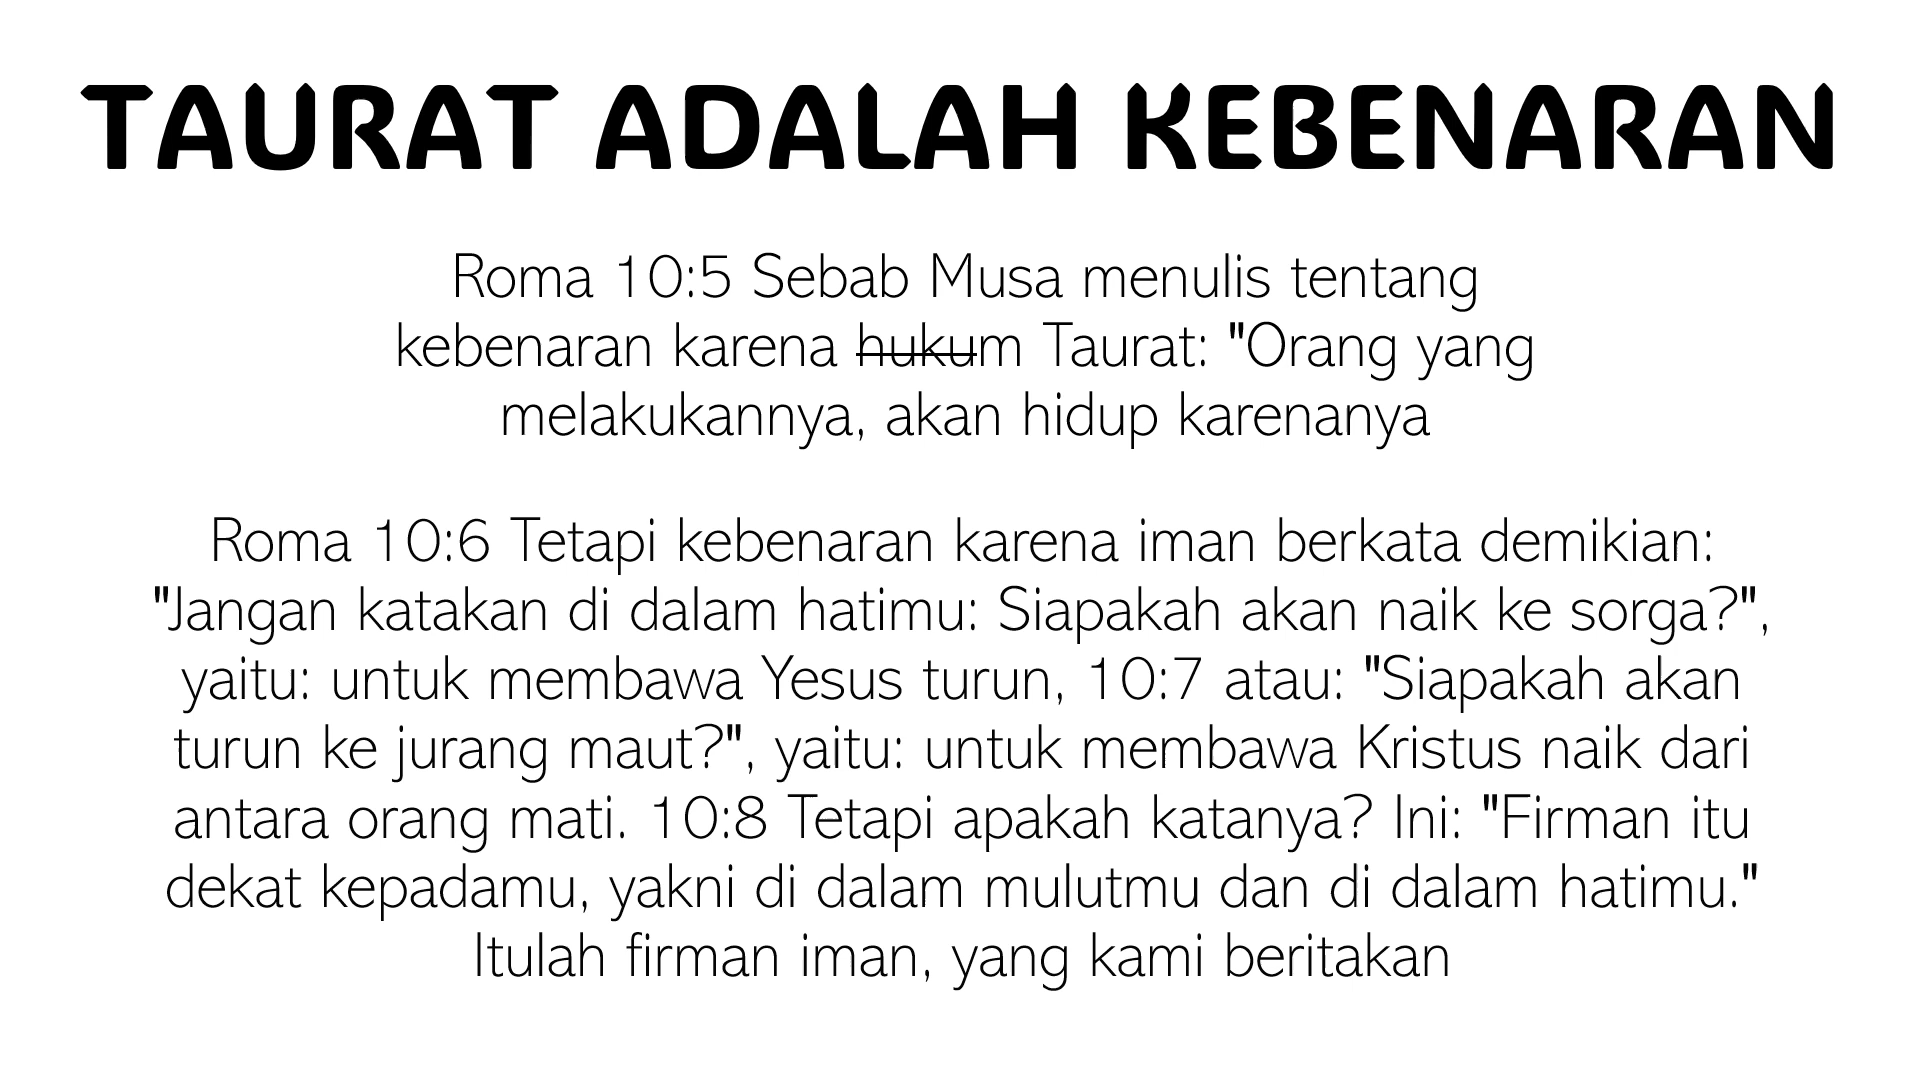 TAURAT ADALAH KEBENARAN
Roma 10:5 Sebab Musa menulis tentang
kebenaran karena hukum Taurat: "Orang yang
melakukannya, akan hidup karenanya
Roma 10:6 Tetapi kebenaran karena iman berkata demikian:
"Jangan katakan di dalam hatimu: Siapakah akan naik ke sorga?",
yaitu: untuk membawa Yesus turun, 10:7 atau: "Siapakah akan
turun ke jurang maut?", yaitu: untuk membawa Kristus naik dari
antara orang mati. 10:8 Tetapi apakah katanya? Ini: "Firman itu
dekat kepadamu, yakni di dalam mulutmu dan di dalam hatimu."
Itulah firman iman, yang kami beritakan